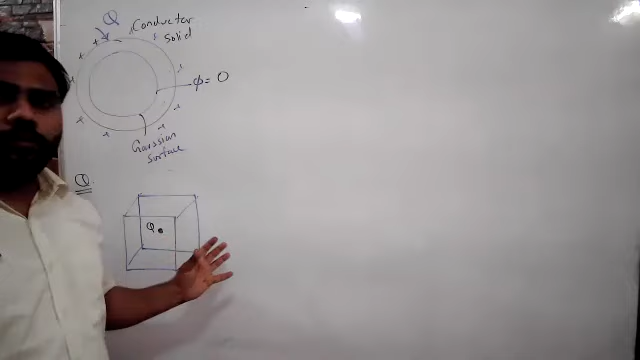 Q
Conductor
solid
+ + + + + + + +
φ = 0
Gaussian
surface
Q
Q